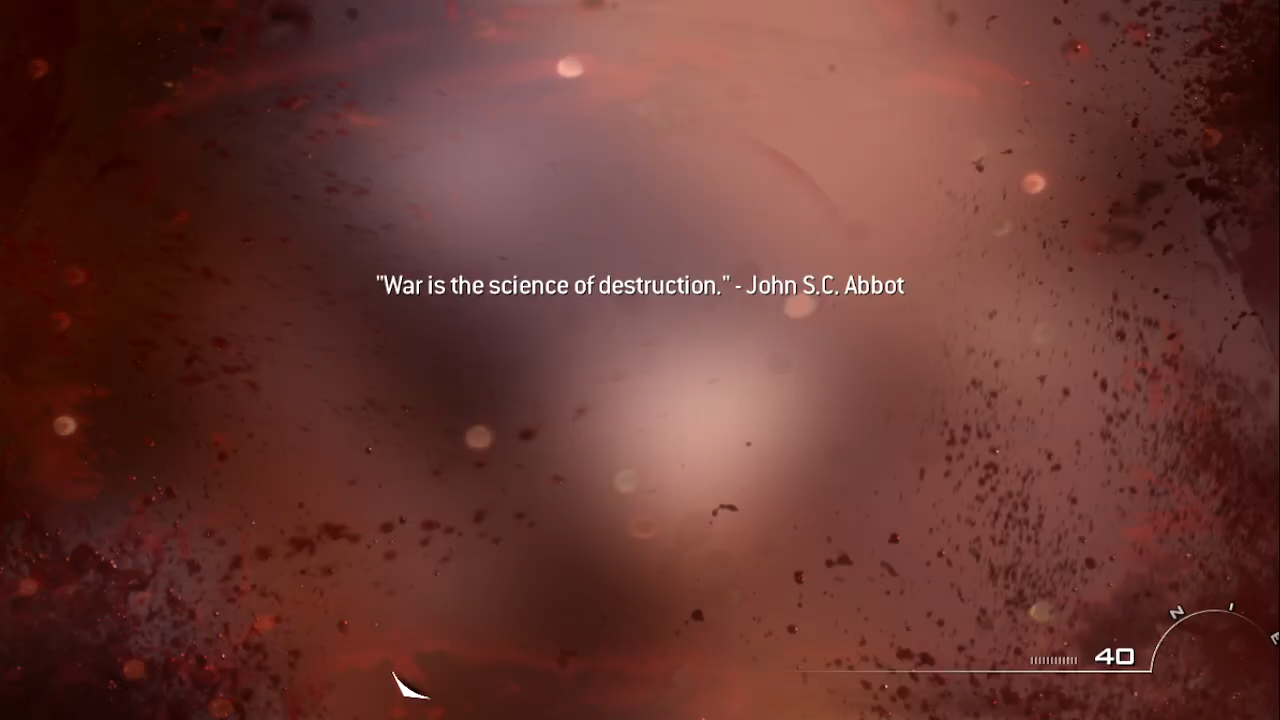 "War is the science of destruction." - John S.C. Abbot
N
E
40